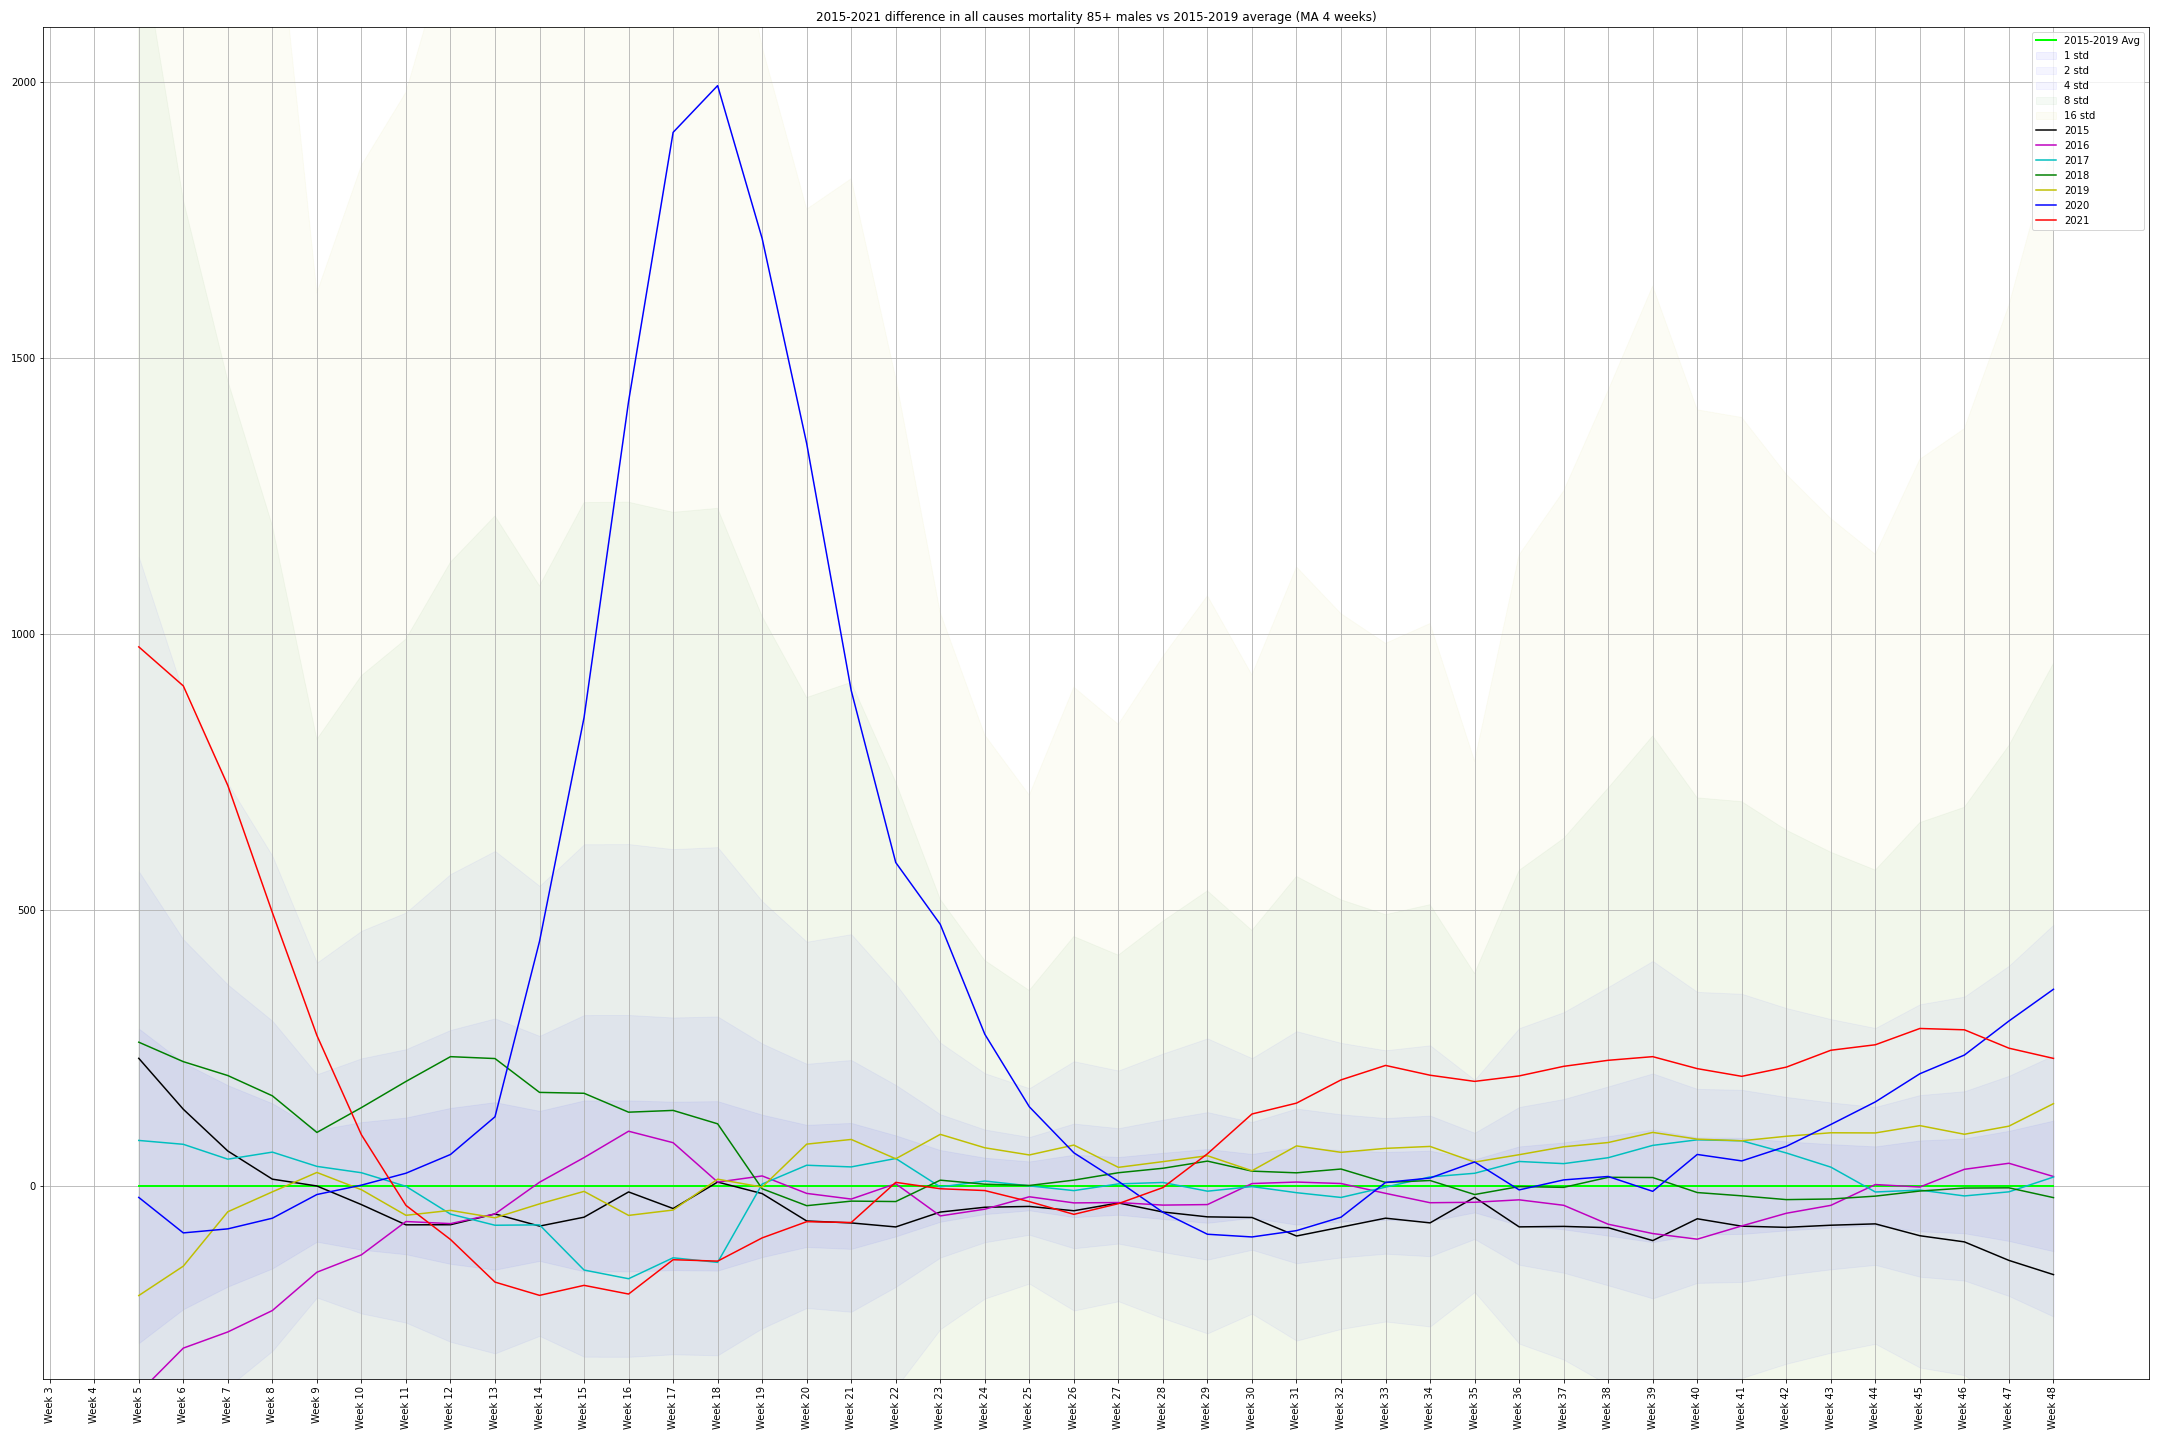 2015-2021 difference in all causes mortality 85+ males vs 2015-2019 average (MA 4 weeks)
2015-2019 Avg
1 std
2 std
4 std
8 std
16 std
2015
2016
2017
2018
2019
2020
2021
2000
1500
1000
500
0
Week 3
Week 4
Week 5
Week 6
Week 7
Week 8
Week 9
Week 10
Week 11
Week 12
Week 13
Week 14
Week 15
Week 16
Week 17
Week 18
Week 19
Week 20
Week 21
Week 22
Week 23
Week 24
Week 25
Week 26
Week 27
Week 28
Week 29
Week 30
Week 31
Week 32
Week 33
Week 34
Week 35
Week 36
Week 37
Week 38
Week 39
Week 40
Week 41
Week 42
Week 43
Week 44
Week 45
Week 46
Week 47
Week 48